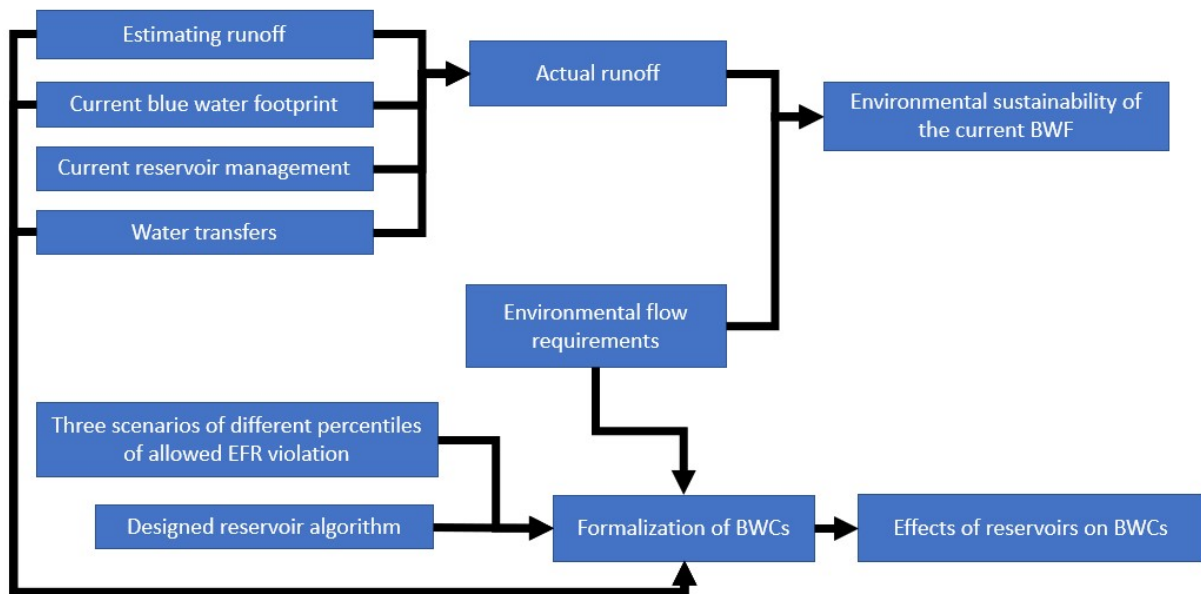 Estimating runoff
Current blue water footprint
Current reservoir management
Water transfers
Actual runoff
Environmental sustainability of
the current BWF
Environmental flow
requirements
Three scenarios of different percentiles
of allowed EFR violation
Designed reservoir algorithm
Formalization of BWCs
Effects of reservoirs on BWCs